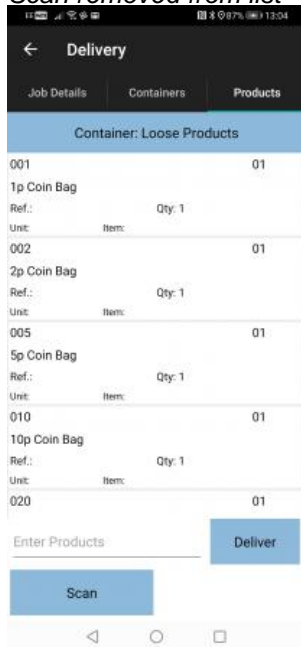 Scan removed from list
87% 13:04
← Delivery
Job Details Containers Products
Container: Loose Products
001 01
1p Coin Bag
Ref.: Qty: 1
Unit: Item:
002 01
2p Coin Bag
Ref.: Qty: 1
Unit: Item:
005 01
5p Coin Bag
Ref.: Qty: 1
Unit: Item:
010 01
10p Coin Bag
Ref.: Qty: 1
Unit: Item:
020 01
Enter Products Deliver
Scan